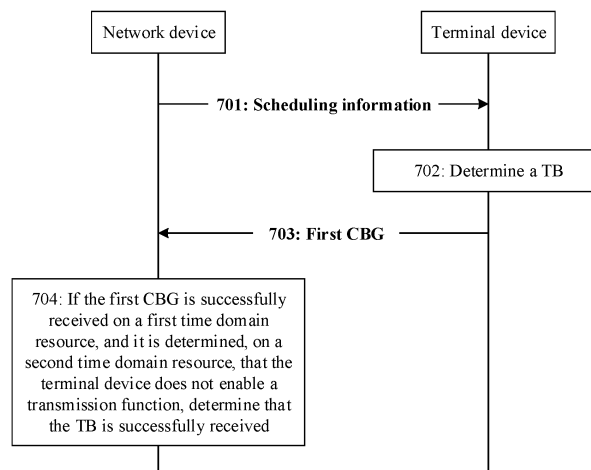 Network device
Terminal device
701: Scheduling information
702: Determine a TB
703: First CBG
704: If the first CBG is successfully
received on a first time domain
resource, and it is determined, on
a second time domain resource, that the
terminal device does not enable a
transmission function, determine that
the TB is successfully received